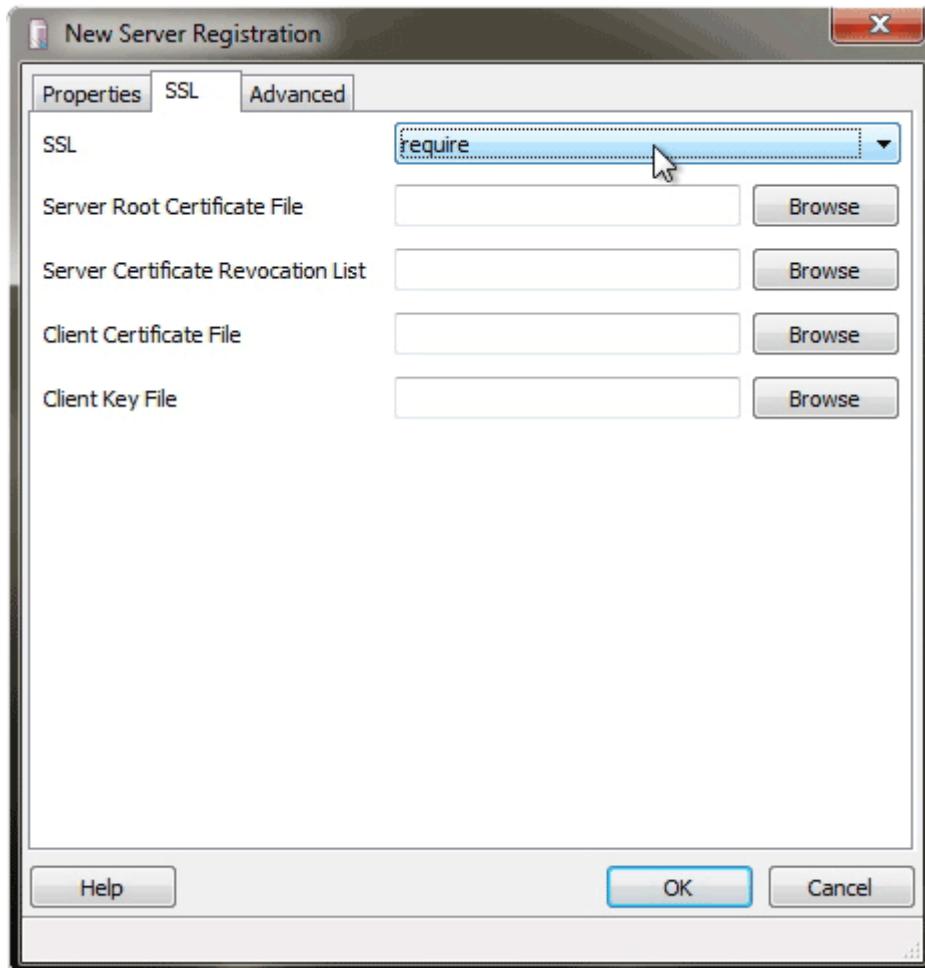 New Server Registration
Properties SSL Advanced
SSL require
Server Root Certificate File Browse
Server Certificate Revocation List Browse
Client Certificate File Browse
Client Key File Browse
Help OK Cancel